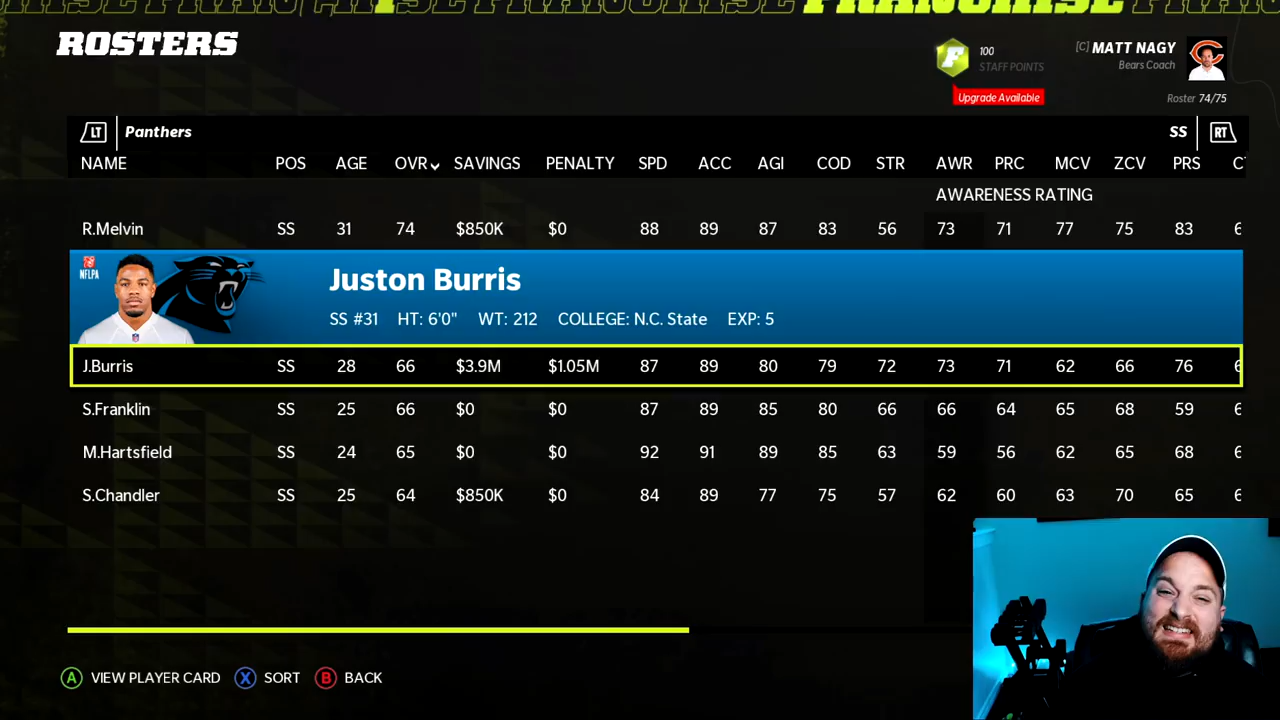 FRANCHISE
ROSTERS
100
STAFF POINTS
Upgrade Available
[C] MATT NAGY
Bears Coach
Roster 74/75
LT Panthers SS RT
NAME POS AGE OVR SAVINGS PENALTY SPD ACC AGI COD STR AWR PRC MCV ZCV PRS
AWARENESS RATING
R.Melvin SS 31 74 $850K $0 88 89 87 83 56 73 71 77 75 83 6
NFLPA
Juston Burris
SS #31 HT: 6'0" WT: 212 COLLEGE: N.C. State EXP: 5
J.Burris SS 28 66 $3.9M $1.05M 87 89 80 79 72 73 71 62 66 76 6
S.Franklin SS 25 66 $0 $0 87 89 85 80 66 66 64 65 68 59 6
M.Hartsfield SS 24 65 $0 $0 92 91 89 85 63 59 56 62 65 68 6
S.Chandler SS 25 64 $850K $0 84 89 77 75 57 62 60 63 70 65 6
A VIEW PLAYER CARD X SORT B BACK